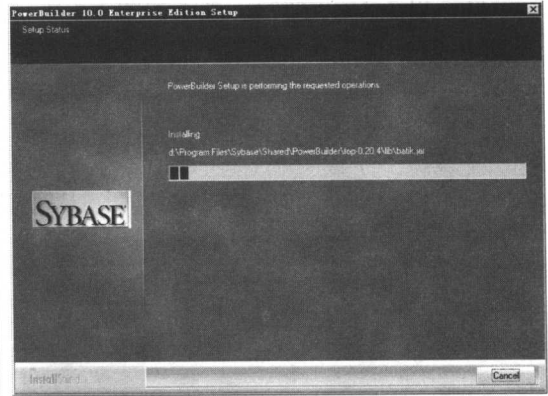 PowerBuilder 10.0 Enterprise Edition Setup
Setup Status
PowerBuilder Setup is performing the requested operations.
Installing
d:\Program Files\Sybase\Shared\PowerBuilder\fop-0.20.4\lib\batik.jar
SYBASE
InstallShield
Cancel